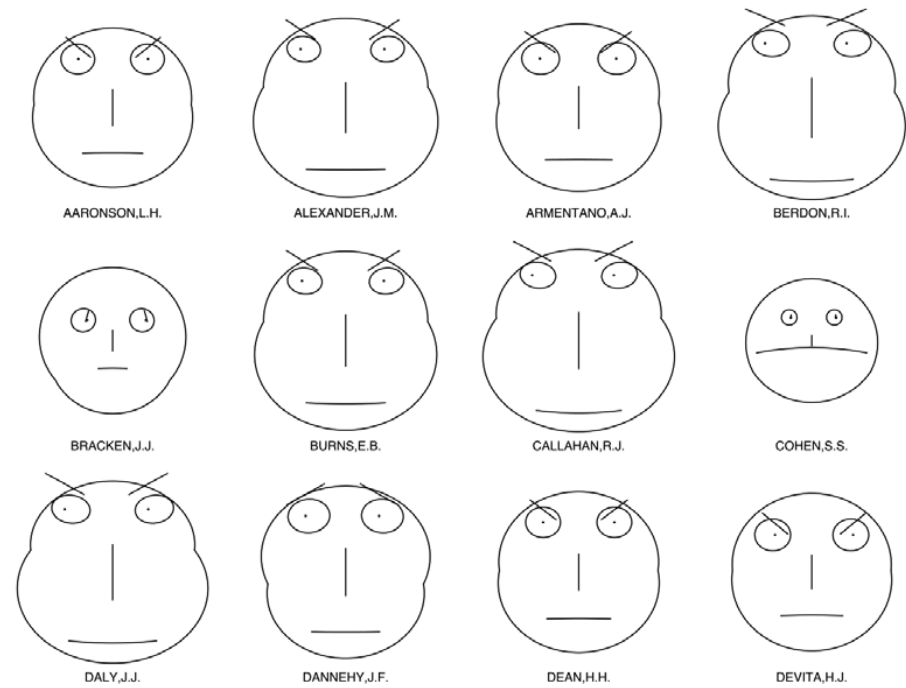 AARONSON,L.H.
ALEXANDER,J.M.
ARMENTANO,A.J.
BERDON,R.I.
BRACKEN,J.J.
BURNS,E.B.
CALLAHAN,R.J.
COHEN,S.S.
DALY,J.J.
DANNEHY,J.F.
DEAN,H.H.
DEVITA,H.J.